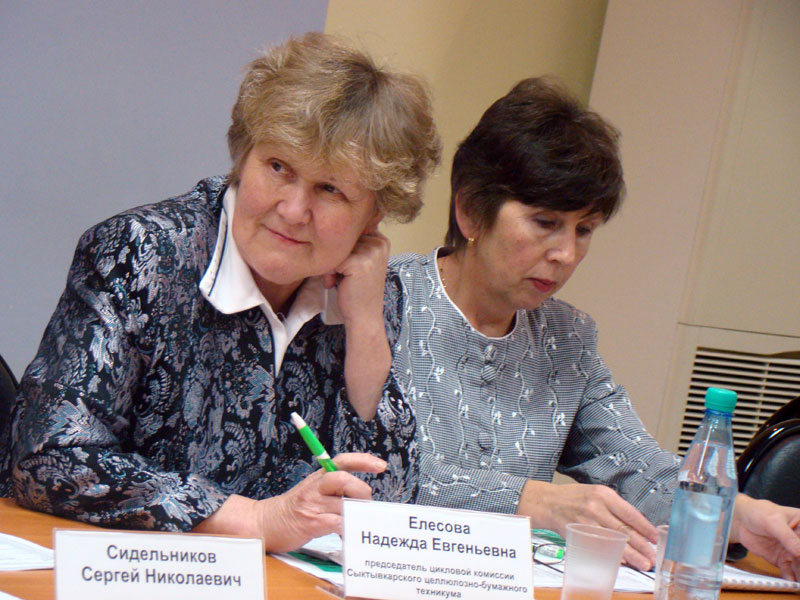 Сидельников
Сергей Николаевич
Елесова
Надежда Евгеньевна
председатель цикловой комиссии
Сыктывкарского целлюлозно-бумажного
техникума